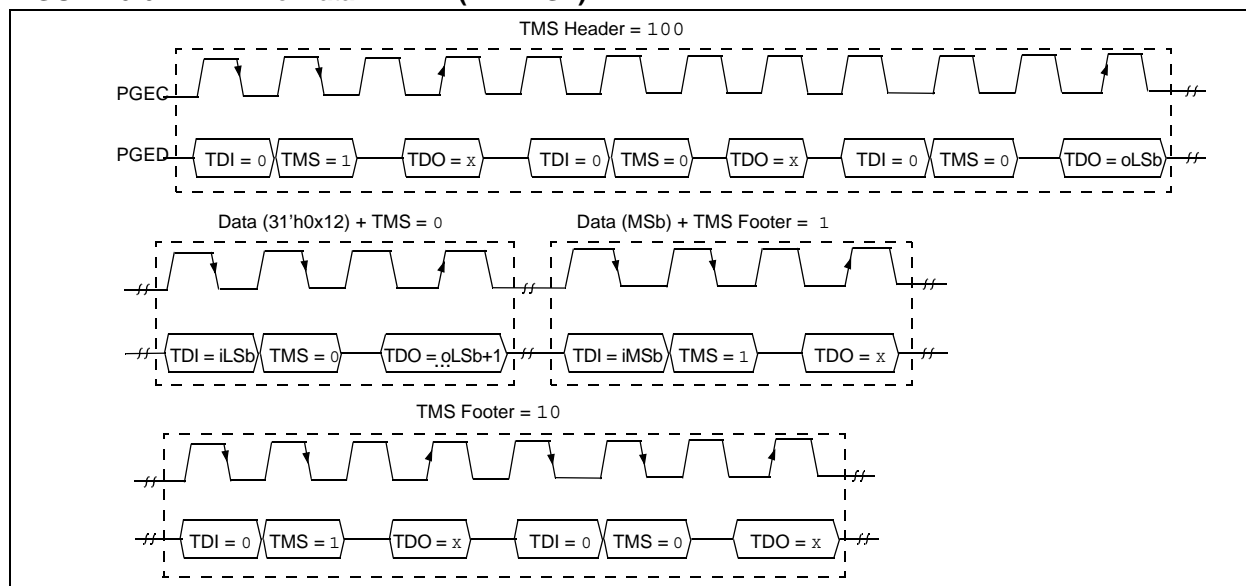 TMS Header = 100
PGEC
PGED
TDI = 0 TMS = 1 TDO = x TDI = 0 TMS = 0 TDO = x TDI = 0 TMS = 0 TDO = oLSb
Data (31'h0x12) + TMS = 0 Data (MSb) + TMS Footer = 1
TDI = iLSb TMS = 0 TDO = oLSb+1 TDI = iMSb TMS = 1 TDO = x
...
TMS Footer = 10
TDI = 0 TMS = 1 TDO = x TDI = 0 TMS = 0 TDO = x